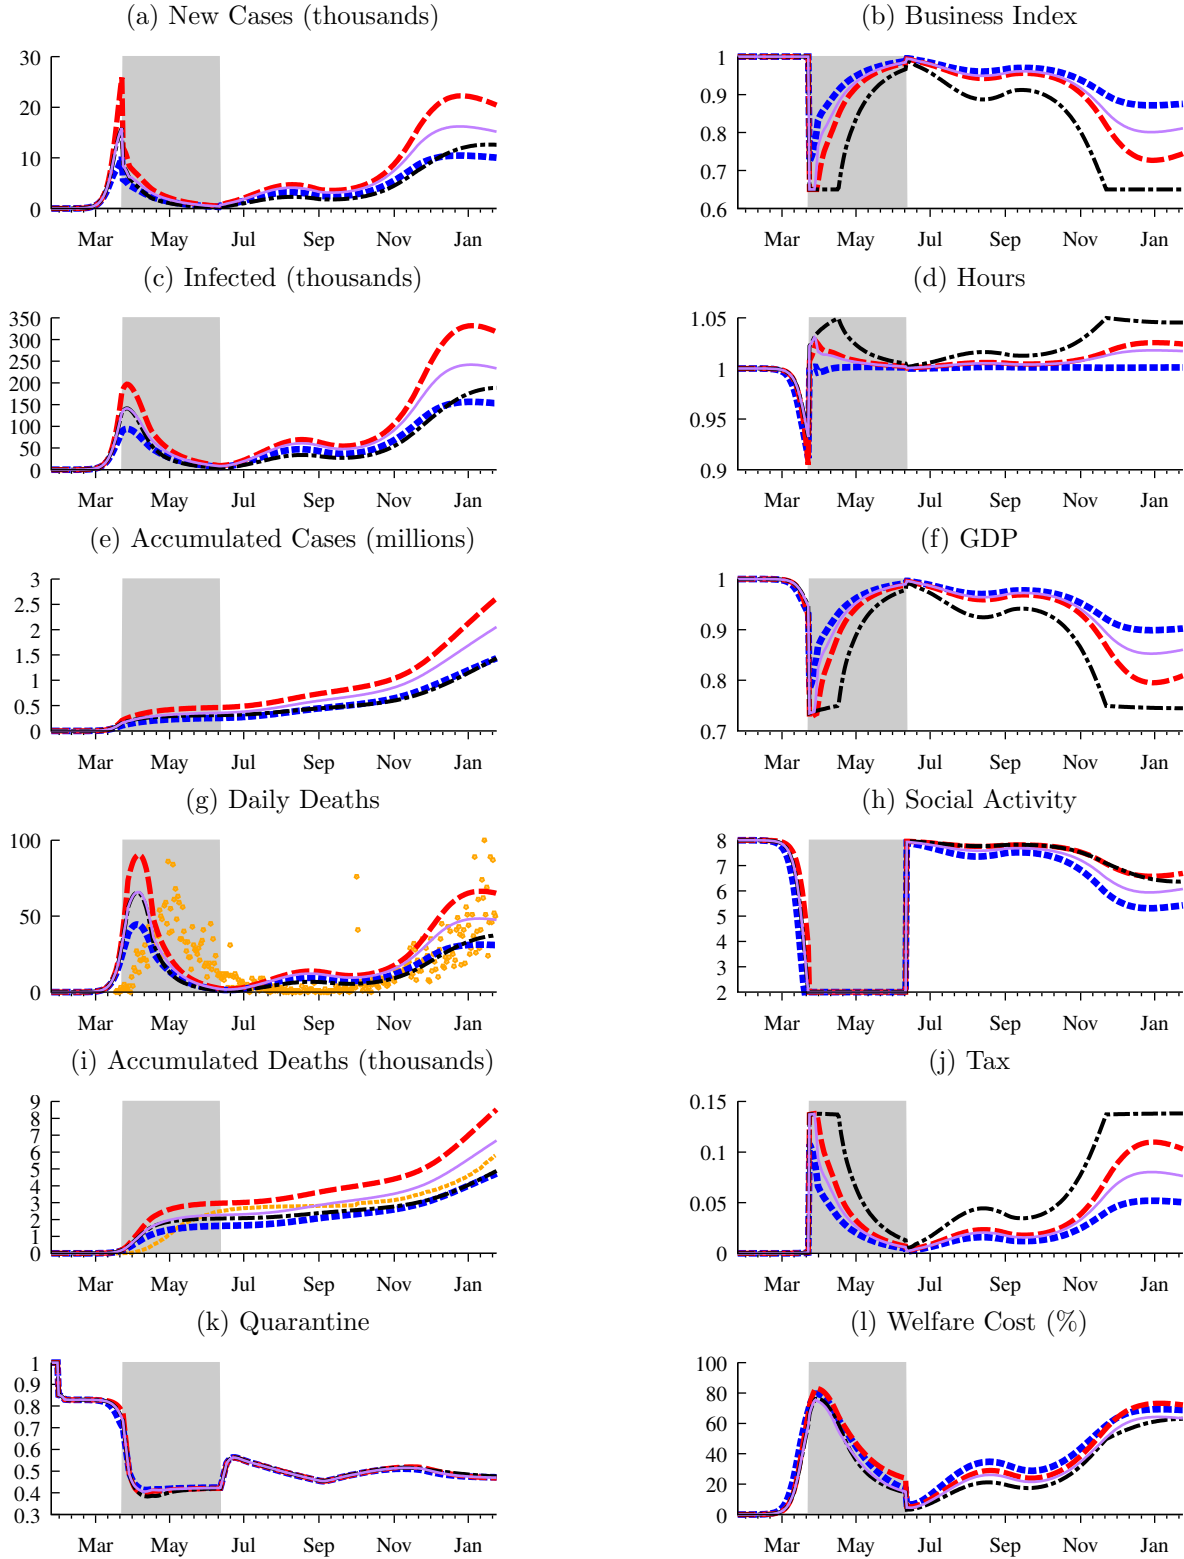 (a) New Cases (thousands)
30
20
10
0
Mar May Jul Sep Nov Jan
(b) Business Index
1
0.9
0.8
0.7
0.6
Mar May Jul Sep Nov Jan
(c) Infected (thousands)
350
300
250
200
150
100
50
0
Mar May Jul Sep Nov Jan
(d) Hours
1.05
1
0.95
0.9
Mar May Jul Sep Nov Jan
(e) Accumulated Cases (millions)
3
2.5
2
1.5
1
0.5
0
Mar May Jul Sep Nov Jan
(f) GDP
1
0.9
0.8
0.7
Mar May Jul Sep Nov Jan
(g) Daily Deaths
100
50
0
Mar May Jul Sep Nov Jan
(h) Social Activity
8
7
6
5
4
3
2
Mar May Jul Sep Nov Jan
(i) Accumulated Deaths (thousands)
9
8
7
6
5
4
3
2
1
0
Mar May Jul Sep Nov Jan
(j) Tax
0.15
0.1
0.05
0
Mar May Jul Sep Nov Jan
(k) Quarantine
1
0.9
0.8
0.7
0.6
0.5
0.4
0.3
Mar May Jul Sep Nov Jan
(l) Welfare Cost (%)
100
80
60
40
20
0
Mar May Jul Sep Nov Jan